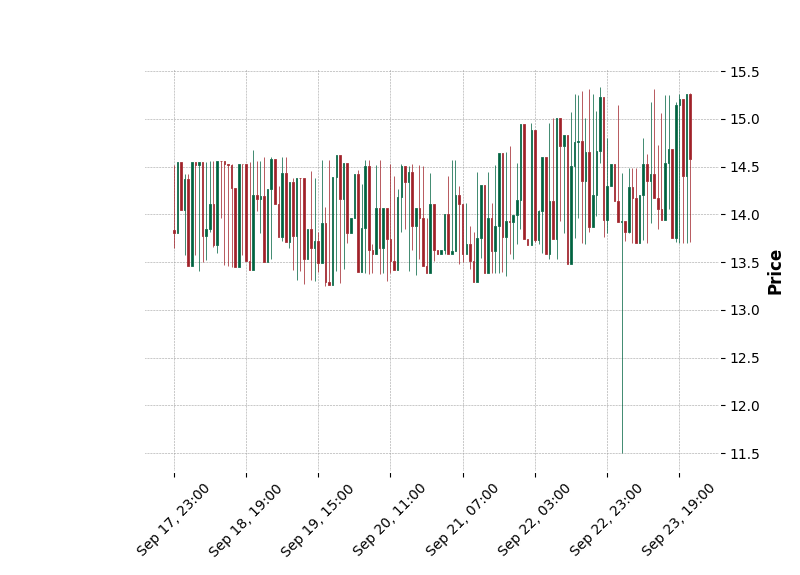 15.5
15.0
14.5
14.0
13.5
13.0
12.5
12.0
11.5
Price
Sep 17, 23:00
Sep 18, 19:00
Sep 19, 15:00
Sep 20, 11:00
Sep 21, 07:00
Sep 22, 03:00
Sep 22, 23:00
Sep 23, 19:00